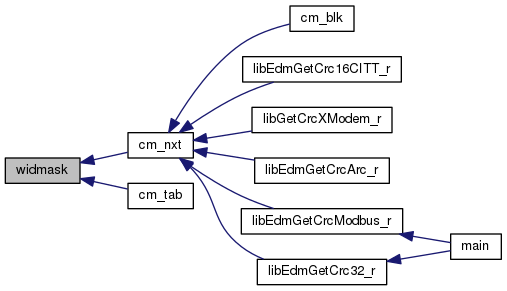 cm_blk
libEdmGetCrc16CITT_r
libGetCrcXModem_r
cm_nxt
libEdmGetCrcArc_r
widmask
cm_tab
libEdmGetCrcModbus_r
main
libEdmGetCrc32_r